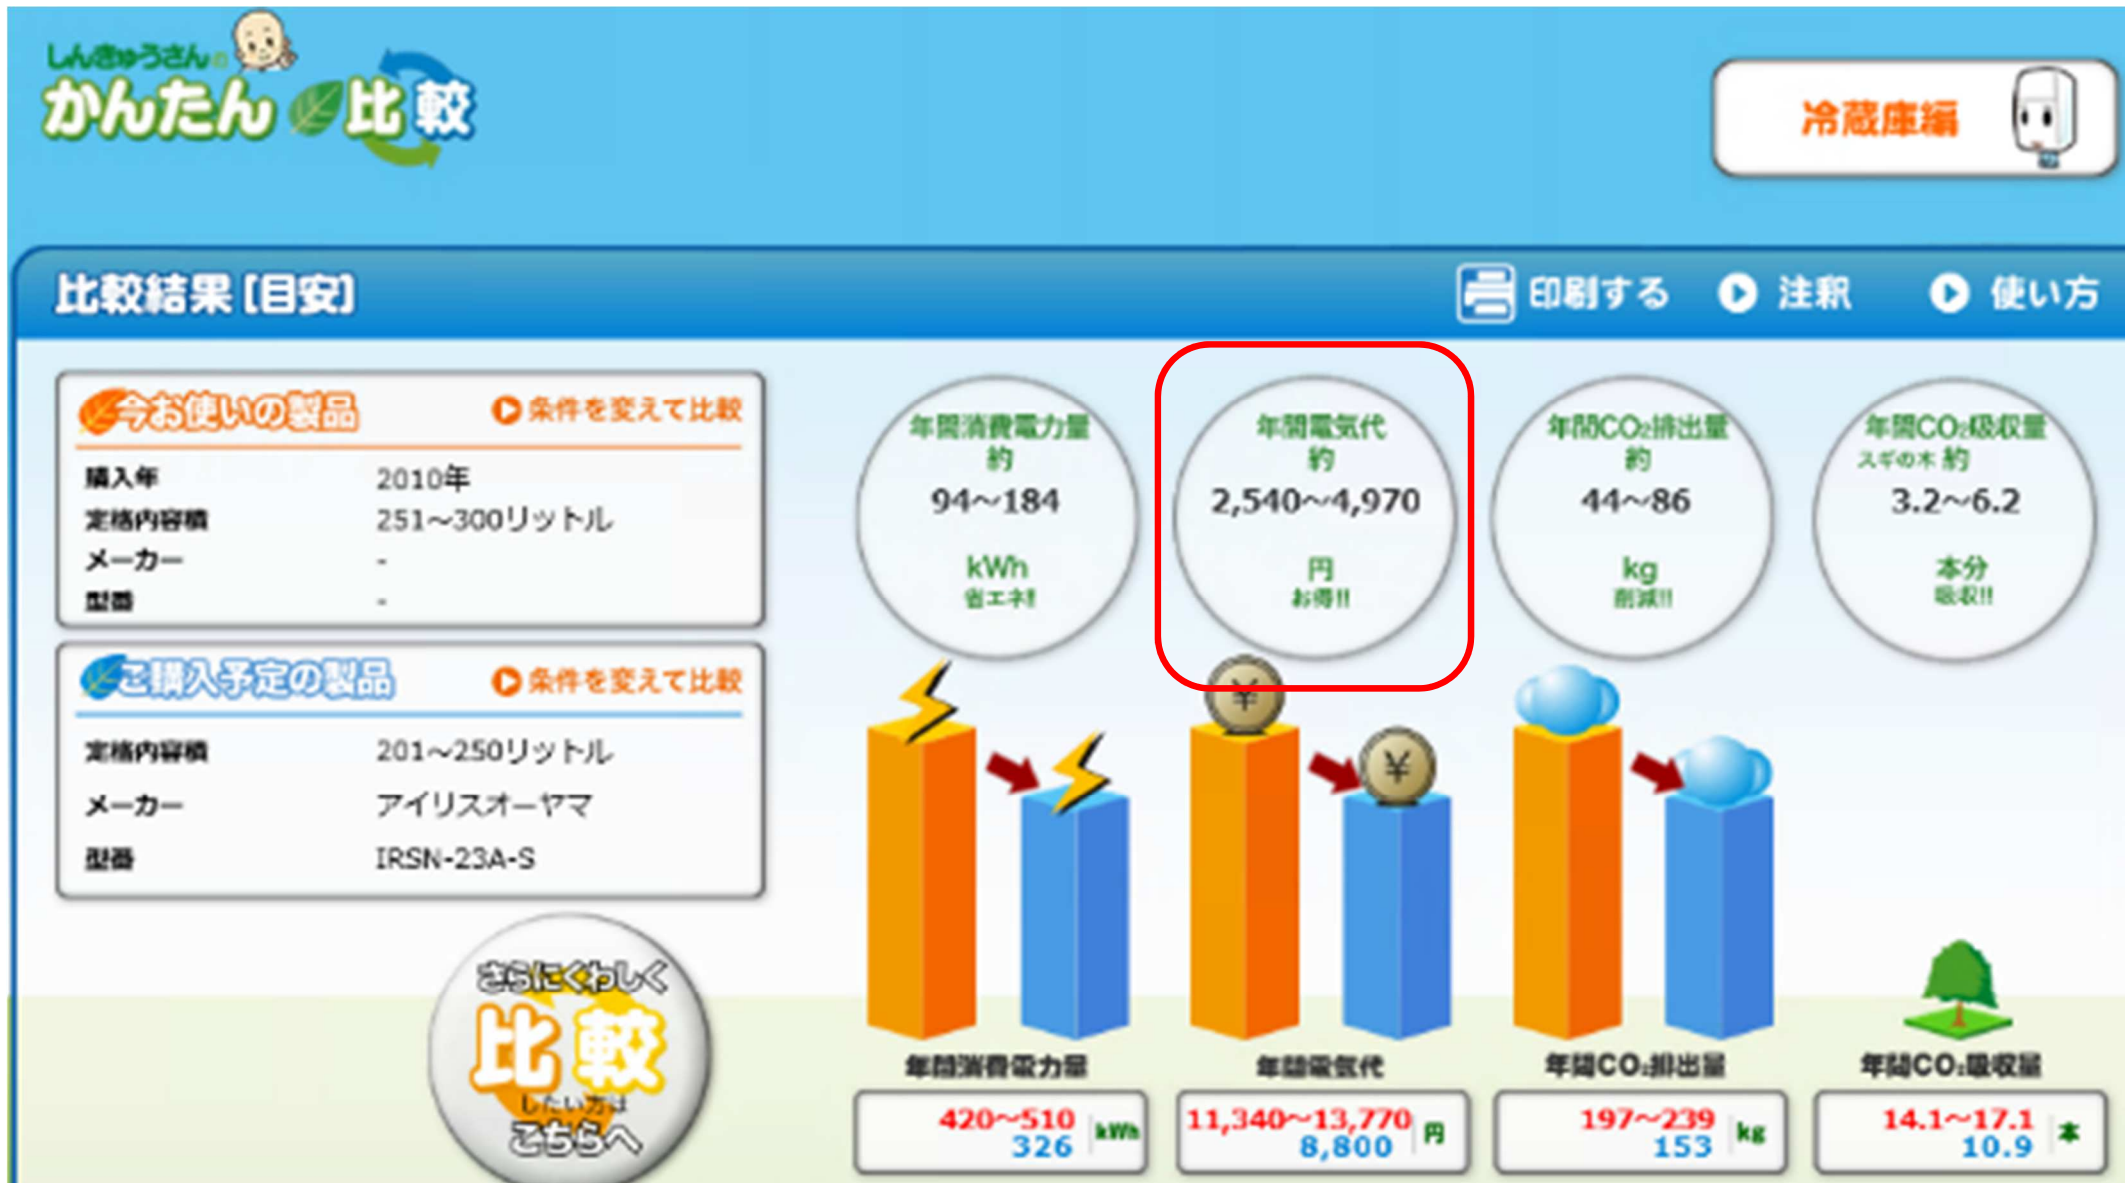 しんきゅうさんの
かんたん比較
冷蔵庫編
比較結果 [目安]
印刷する
注釈
使い方
今お使いの製品
条件を変えて比較
購入年 2010年
定格内容積 251～300リットル
メーカー -
型番 -
ご購入予定の製品
条件を変えて比較
定格内容積 201～250リットル
メーカー アイリスオーヤマ
型番 IRSN-23A-S
さらにくわしく
比較
したい方は
こちらへ
年間消費電力量
約
94～184
kWh
省エネ!!
年間電気代
約
2,540～4,970
円
お得!!
年間CO₂排出量
約
44～86
kg
削減!!
年間CO₂吸収量
スギの木 約
3.2～6.2
本分
吸収!!
¥
¥
年間消費電力量
420～510
326
kWh
年間電気代
11,340～13,770
8,800
円
年間CO₂排出量
197～239
153
kg
年間CO₂吸収量
14.1～17.1
10.9
本